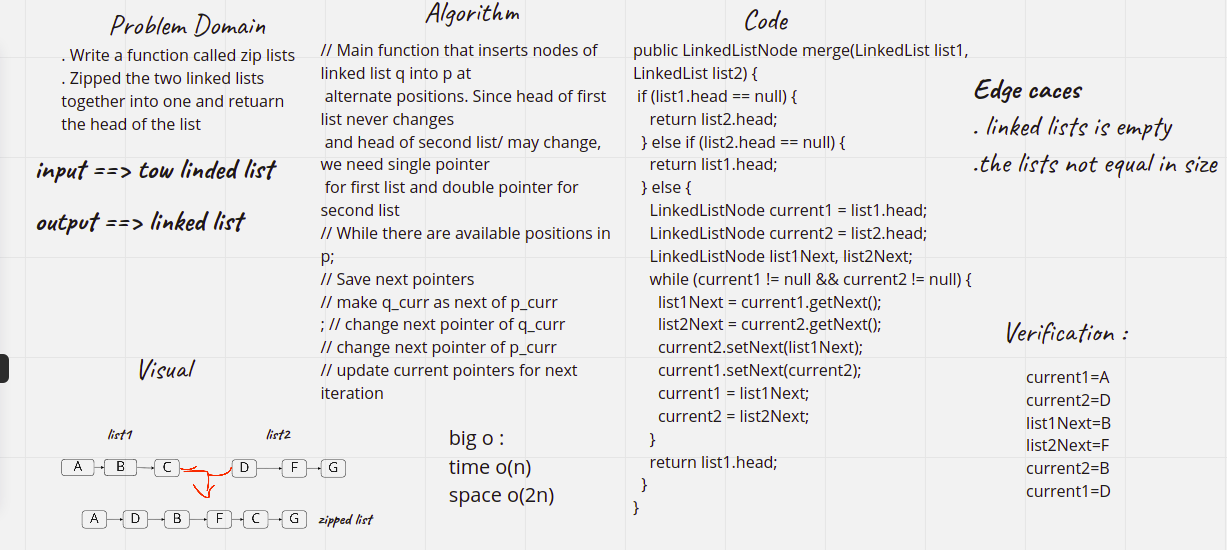 Problem Domain
. Write a function called zip lists
. Zipped the two linked lists
together into one and retuarn
the head of the list
input ==> tow linded list
output ==> linked list
Visual
list1
list2
A B C D F G
A D B F C G zipped list
Algorithm
// Main function that inserts nodes of
linked list q into p at
alternate positions. Since head of first
list never changes
and head of second list/ may change,
we need single pointer
for first list and double pointer for
second list
// While there are available positions in
p;
// Save next pointers
// make q_curr as next of p_curr
; // change next pointer of q_curr
// change next pointer of p_curr
// update current pointers for next
iteration
big o :
time o(n)
space o(2n)
Code
public LinkedListNode merge(LinkedList list1,
LinkedList list2) {
if (list1.head == null) {
return list2.head;
} else if (list2.head == null) {
return list1.head;
} else {
LinkedListNode current1 = list1.head;
LinkedListNode current2 = list2.head;
LinkedListNode list1Next, list2Next;
while (current1 != null && current2 != null) {
list1Next = current1.getNext();
list2Next = current2.getNext();
current2.setNext(list1Next);
current1.setNext(current2);
current1 = list1Next;
current2 = list2Next;
}
return list1.head;
}
}
Edge caces
. linked lists is empty
.the lists not equal in size
Verification :
current1=A
current2=D
list1Next=B
list2Next=F
current2=B
current1=D